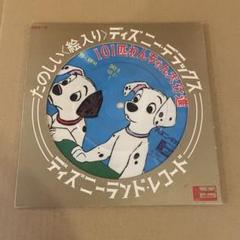 たのしい〈絵入り〉ディズニーデラックス
101匹わんちゃん大行進
ディズニーランド・レコード